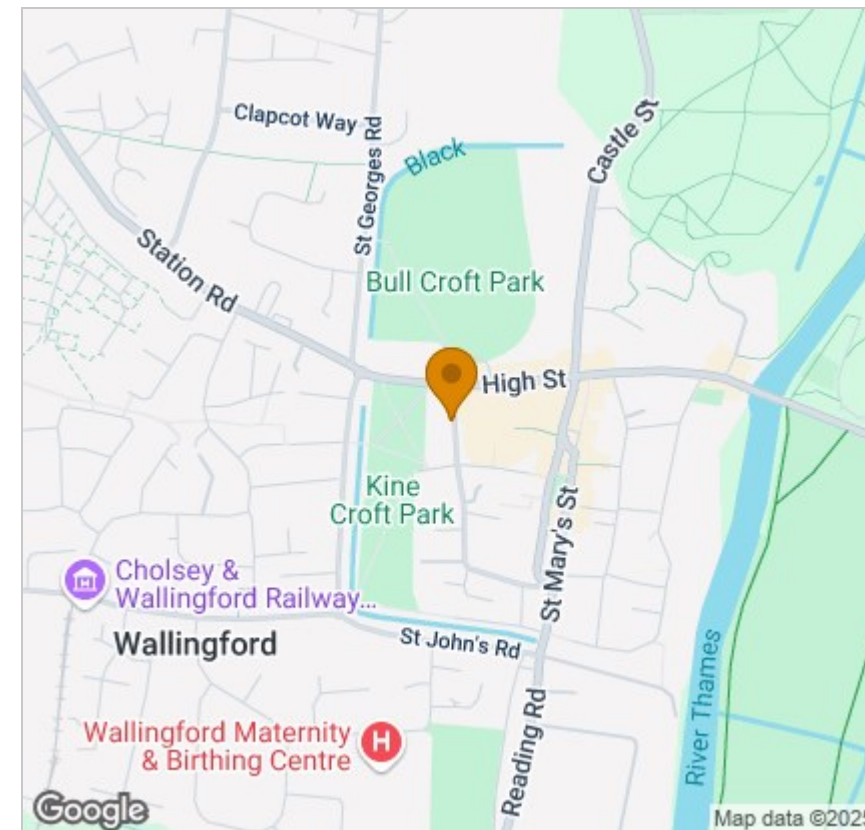 Clapcot Way
St Georges Rd
Black
Castle St
Station Rd
Bull Croft Park
High St
Kine
Croft Park
St Mary's St
Cholsey &
Wallingford Railway...
Wallingford
St John's Rd
Wallingford Maternity
& Birthing Centre
H
Reading Rd
River Thames
Google
Map data ©202